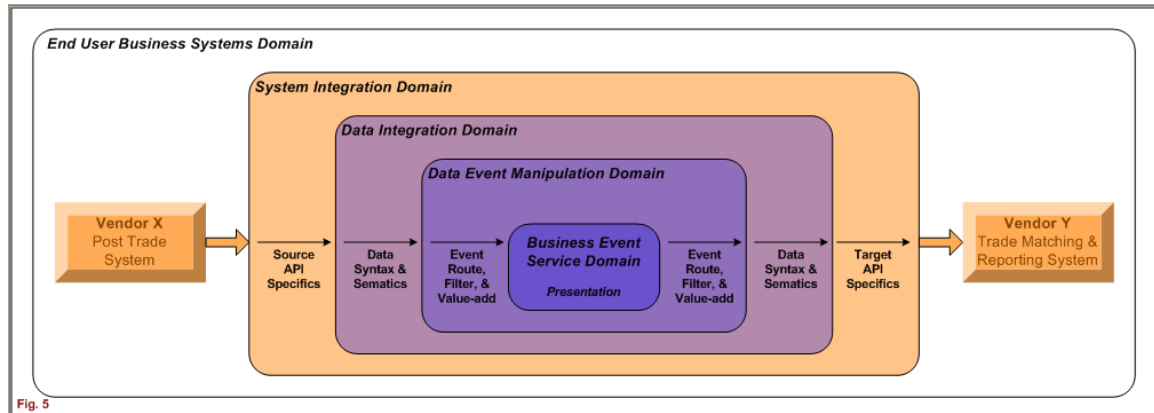 End User Business Systems Domain
System Integration Domain
Data Integration Domain
Data Event Manipulation Domain
Vendor X
Post Trade
System
Source
API
Specifics
Data
Syntax &
Sematics
Event
Route,
Filter, &
Value-add
Business Event
Service Domain
Presentation
Event
Route,
Filter, &
Value-add
Data
Syntax &
Sematics
Target
API
Specifics
Vendor Y
Trade Matching &
Reporting System
Fig. 5